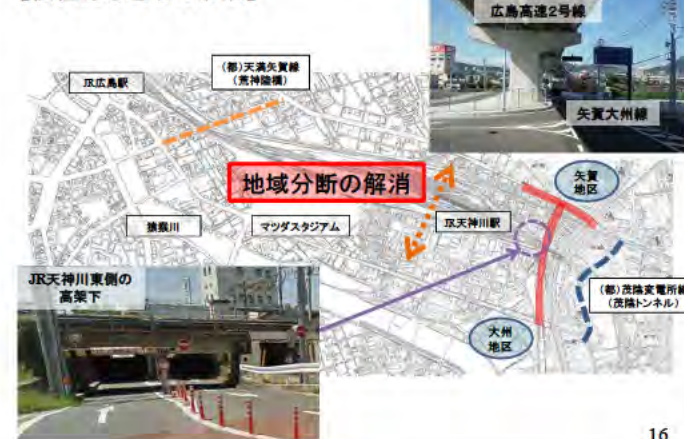 広島高速2号線
(都)天満矢賀線
(荒神陸橋)
JR広島駅
矢賀大州線
地域分断の解消
矢賀
地区
猿猴川
マツダスタジアム
JR天神川駅
JR天神川東側の
高架下
(都)茂陰変電所線
(茂陰トンネル)
大州
地区
16